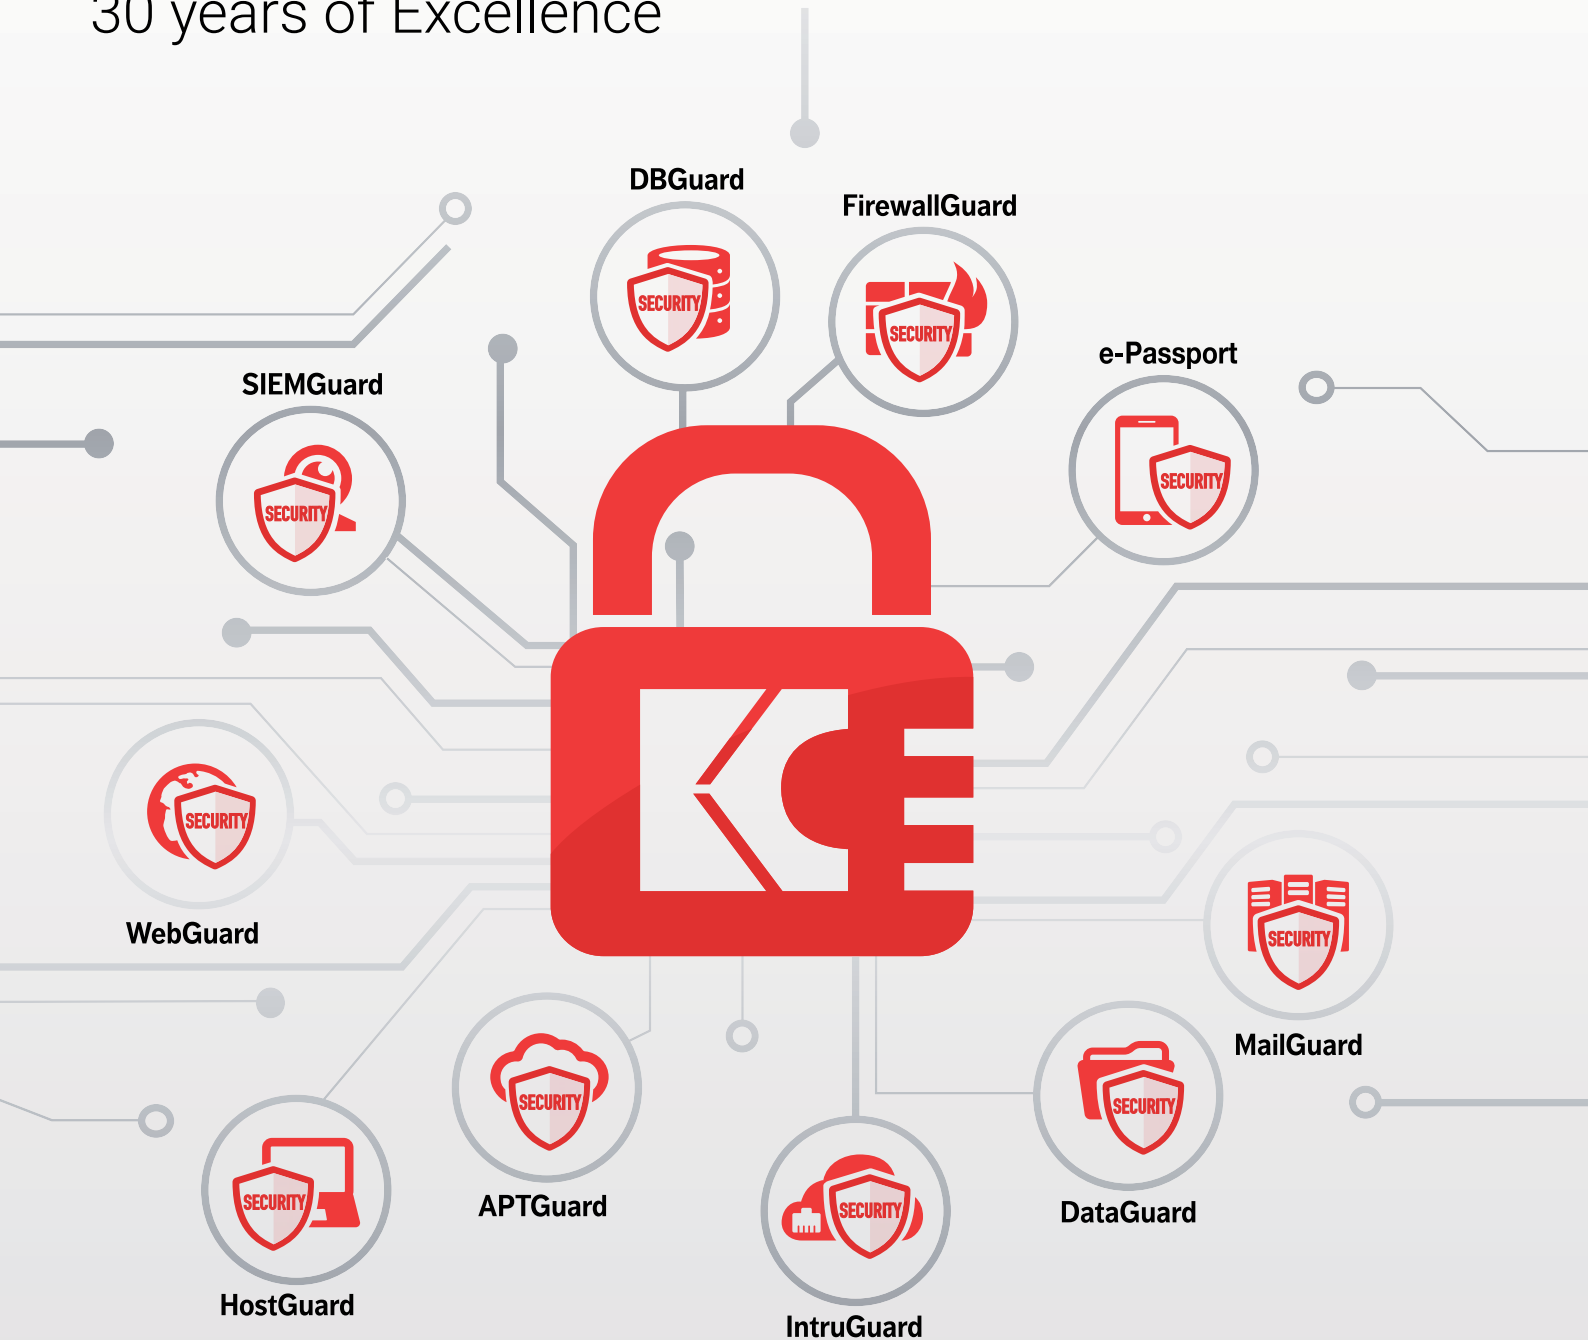 30 years of Excellence
DBGuard
FirewallGuard
SECURITY
SECURITY
e-Passport
SIEMGuard
SECURITY
SECURITY
WebGuard
SECURITY
SECURITY
MailGuard
APTGuard
SECURITY
DataGuard
SECURITY
HostGuard
SECURITY
IntruGuard
SECURITY
KE